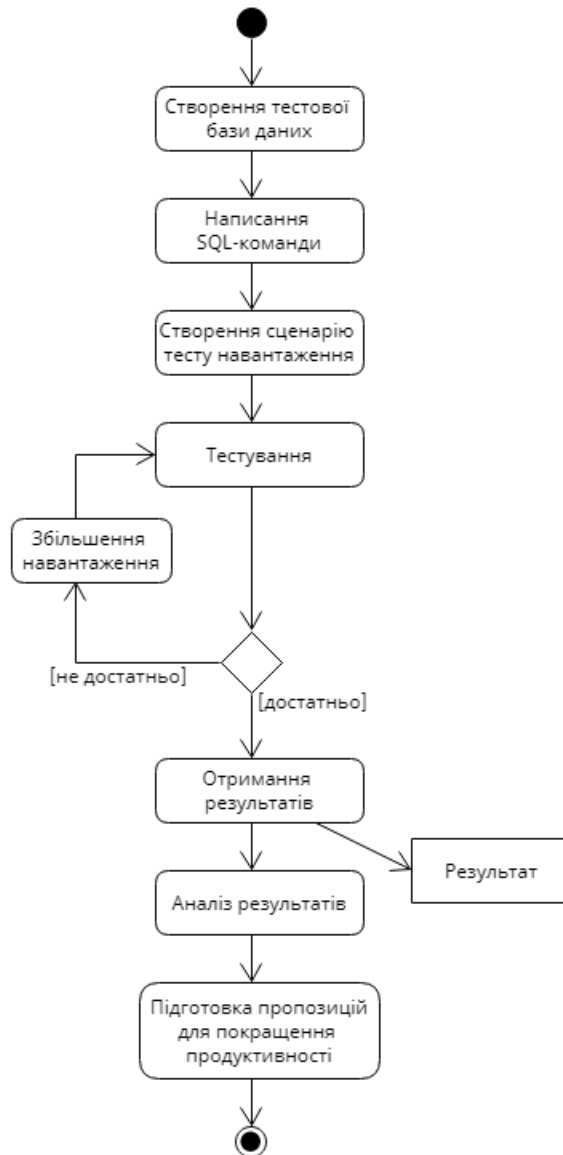 Створення тестової
бази даних
Написання
SQL-команди
Створення сценарію
тесту навантаження
Тестування
Збільшення
навантаження
[не достатньо]
[достатньо]
Отримання
результатів
Результат
Аналіз результатів
Підготовка пропозицій
для покращення
продуктивності